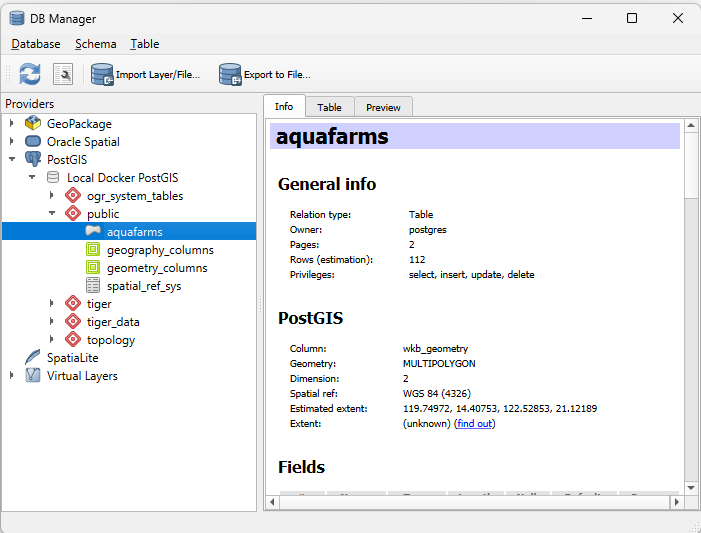 DB Manager
Database Schema Table
Import Layer/File... Export to File...
Providers
GeoPackage
Oracle Spatial
PostGIS
Local Docker PostGIS
ogr_system_tables
public
aquafarms
geography_columns
geometry_columns
spatial_ref_sys
tiger
tiger_data
topology
SpatiaLite
Virtual Layers
Info Table Preview
aquafarms
General info
Relation type: Table
Owner: postgres
Pages: 2
Rows (estimation): 112
Privileges: select, insert, update, delete
PostGIS
Column: wkb_geometry
Geometry: MULTIPOLYGON
Dimension: 2
Spatial ref: WGS 84 (4326)
Estimated extent: 119.74972, 14.40753, 122.52853, 21.12189
Extent: (unknown) (find out)
Fields